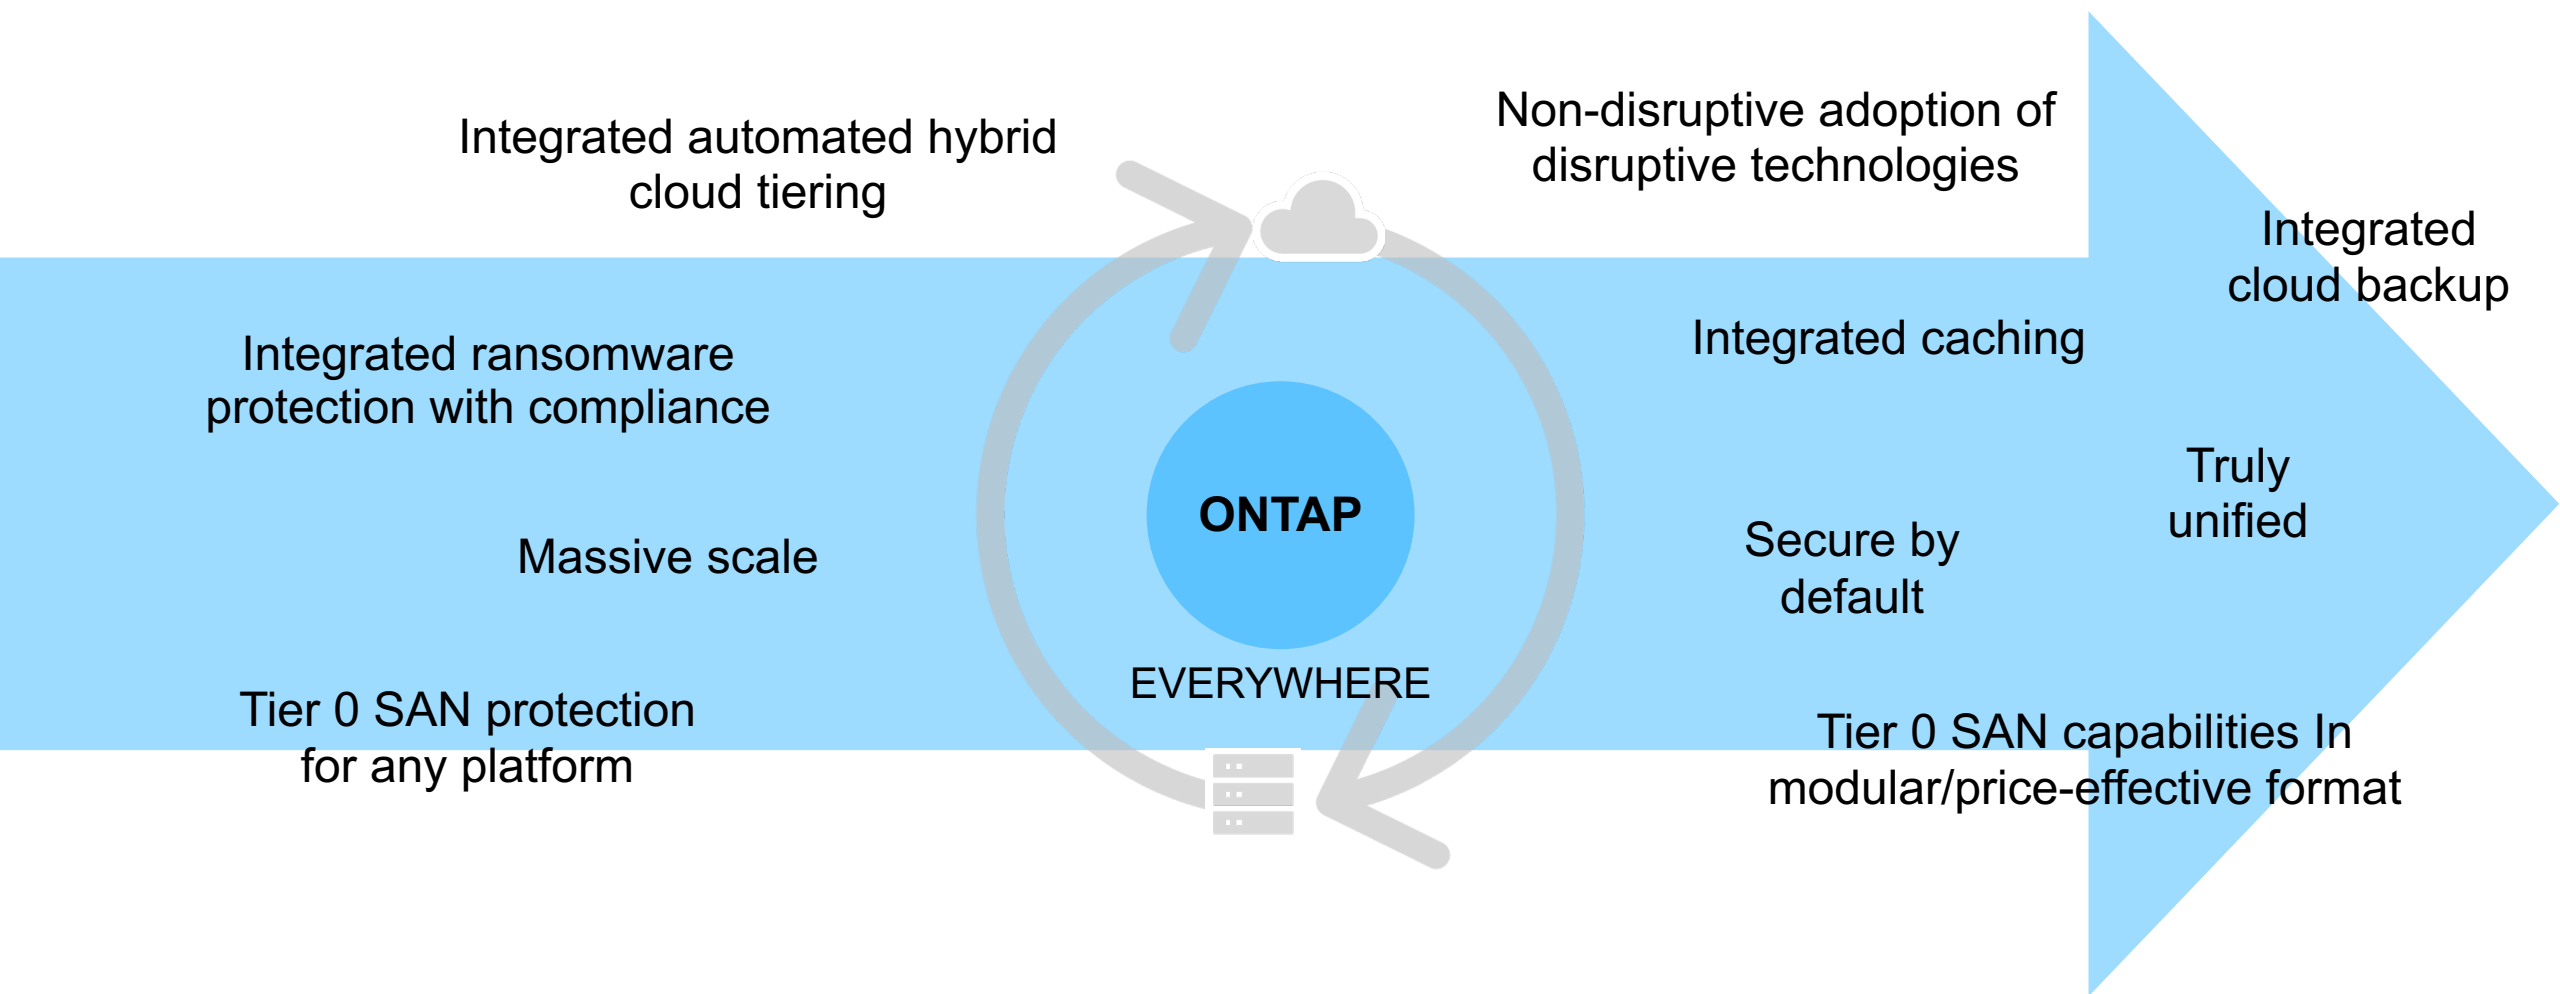 Integrated automated hybrid
cloud tiering
Non-disruptive adoption of
disruptive technologies
Integrated
cloud backup
Integrated ransomware
protection with compliance
Integrated caching
Truly
unified
ONTAP
EVERYWHERE
Massive scale
Secure by
default
Tier 0 SAN protection
for any platform
Tier 0 SAN capabilities In
modular/price-effective format